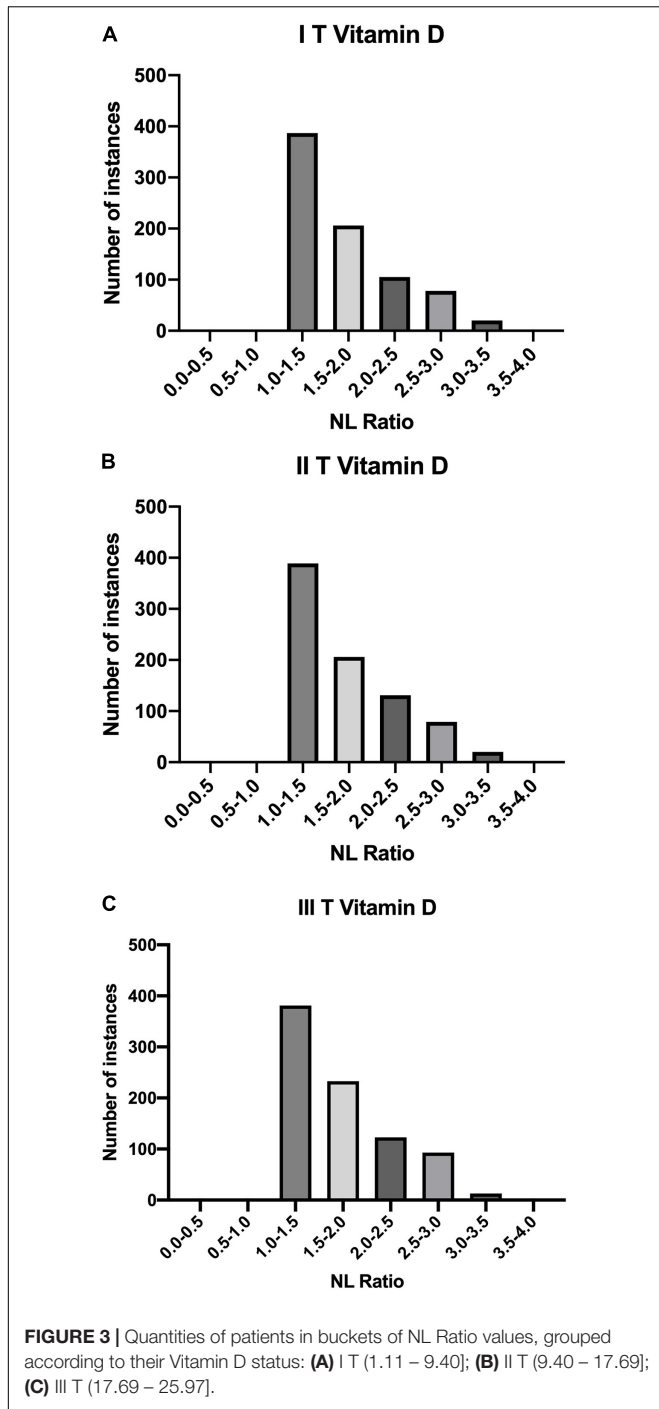 A
I T Vitamin D
Number of instances
500
400
300
200
100
0
0.0-0.5
0.5-1.0
1.0-1.5
1.5-2.0
2.0-2.5
2.5-3.0
3.0-3.5
3.5-4.0
NL Ratio
B
II T Vitamin D
Number of instances
500
400
300
200
100
0
0.0-0.5
0.5-1.0
1.0-1.5
1.5-2.0
2.0-2.5
2.5-3.0
3.0-3.5
3.5-4.0
NL Ratio
C
III T Vitamin D
Number of instances
500
400
300
200
100
0
0.0-0.5
0.5-1.0
1.0-1.5
1.5-2.0
2.0-2.5
2.5-3.0
3.0-3.5
3.5-4.0
NL Ratio
FIGURE 3 | Quantities of patients in buckets of NL Ratio values, grouped
according to their Vitamin D status: (A) I T (1.11 – 9.40]; (B) II T (9.40 – 17.69];
(C) III T (17.69 – 25.97].